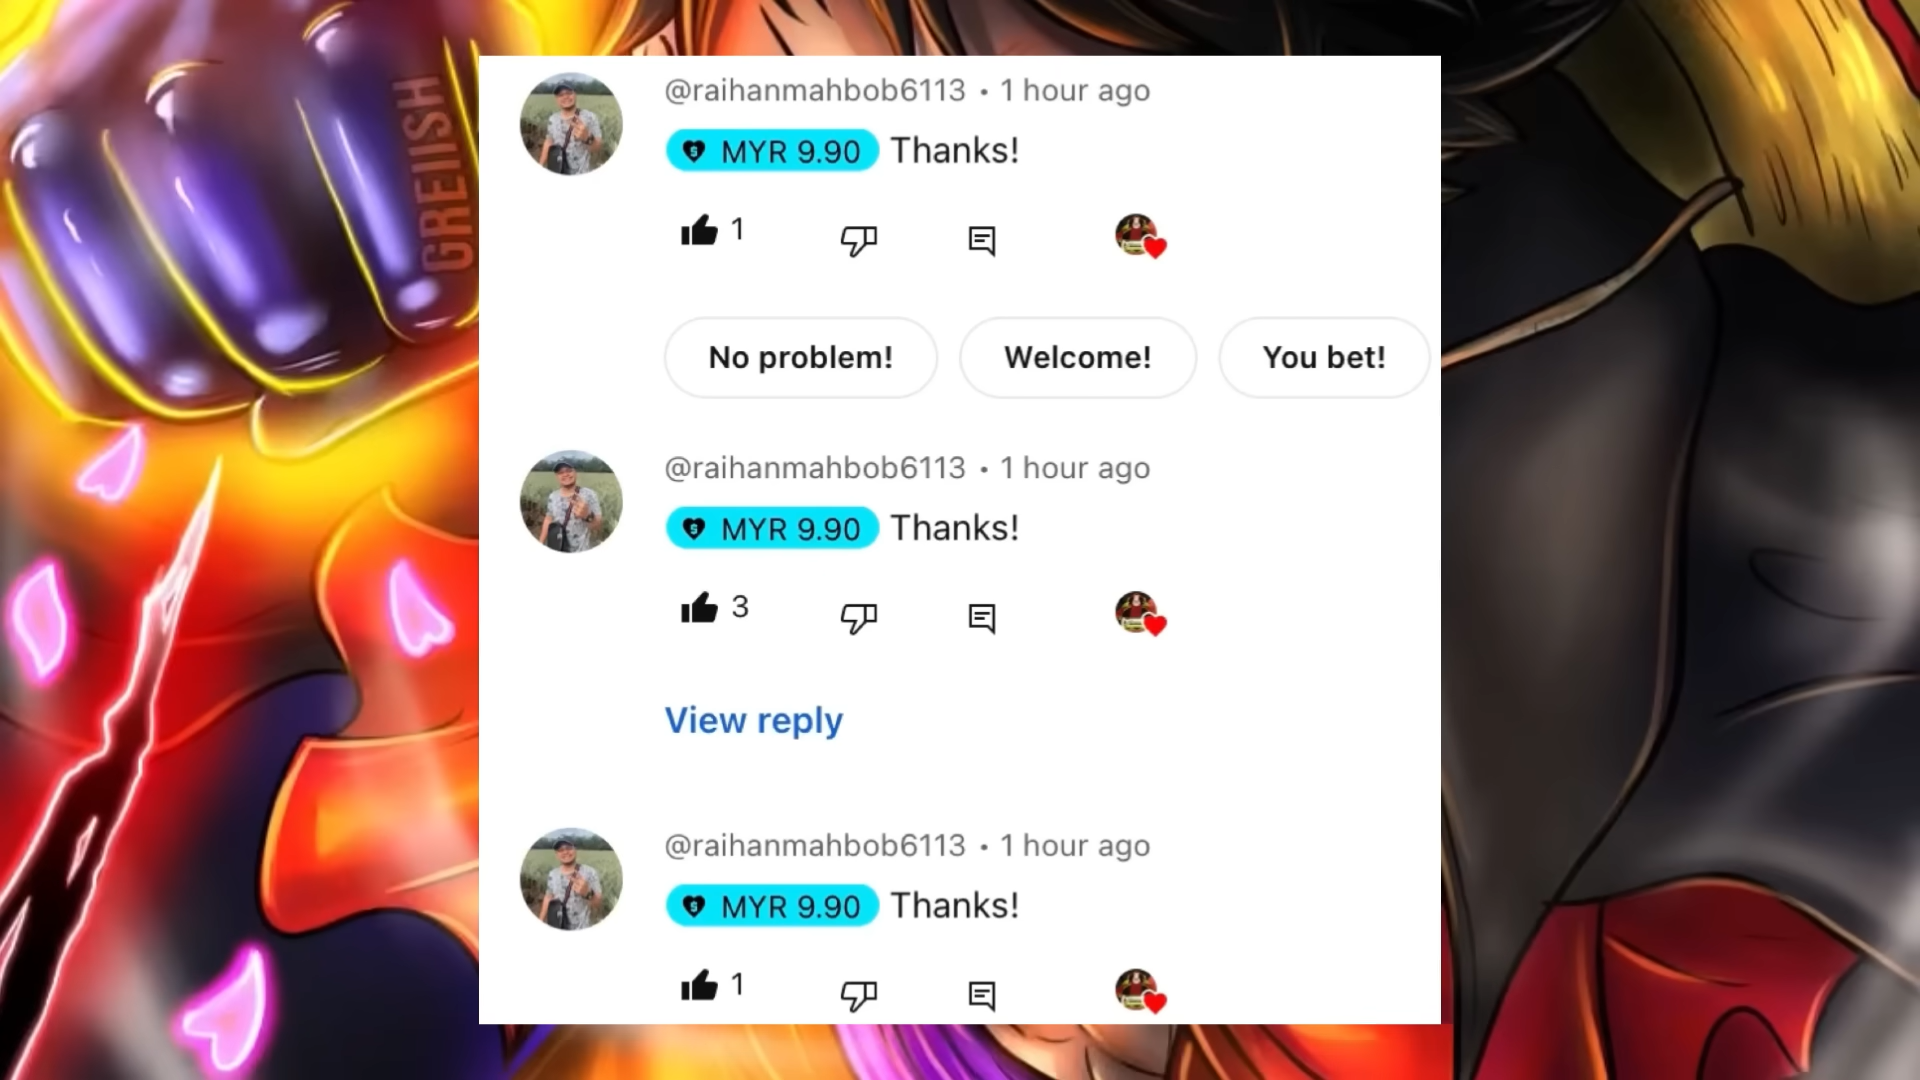 GREIISH
@raihanmahbob6113 • 1 hour ago
MYR 9.90 Thanks!
1
No problem! Welcome! You bet!
@raihanmahbob6113 • 1 hour ago
MYR 9.90 Thanks!
3
View reply
@raihanmahbob6113 • 1 hour ago
MYR 9.90 Thanks!
1